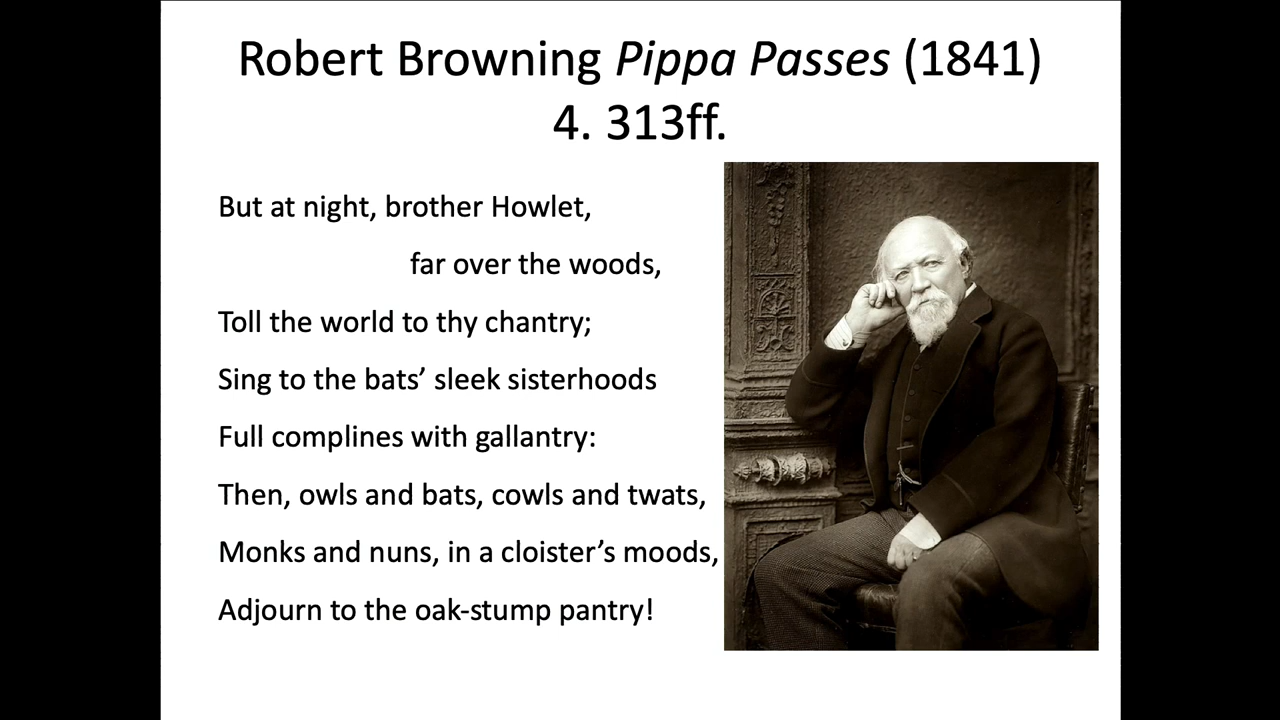 Robert Browning Pippa Passes (1841)
4. 313ff.
But at night, brother Howlet,
far over the woods,
Toll the world to thy chantry;
Sing to the bats’ sleek sisterhoods
Full complines with gallantry:
Then, owls and bats, cowls and twats,
Monks and nuns, in a cloister’s moods,
Adjourn to the oak-stump pantry!